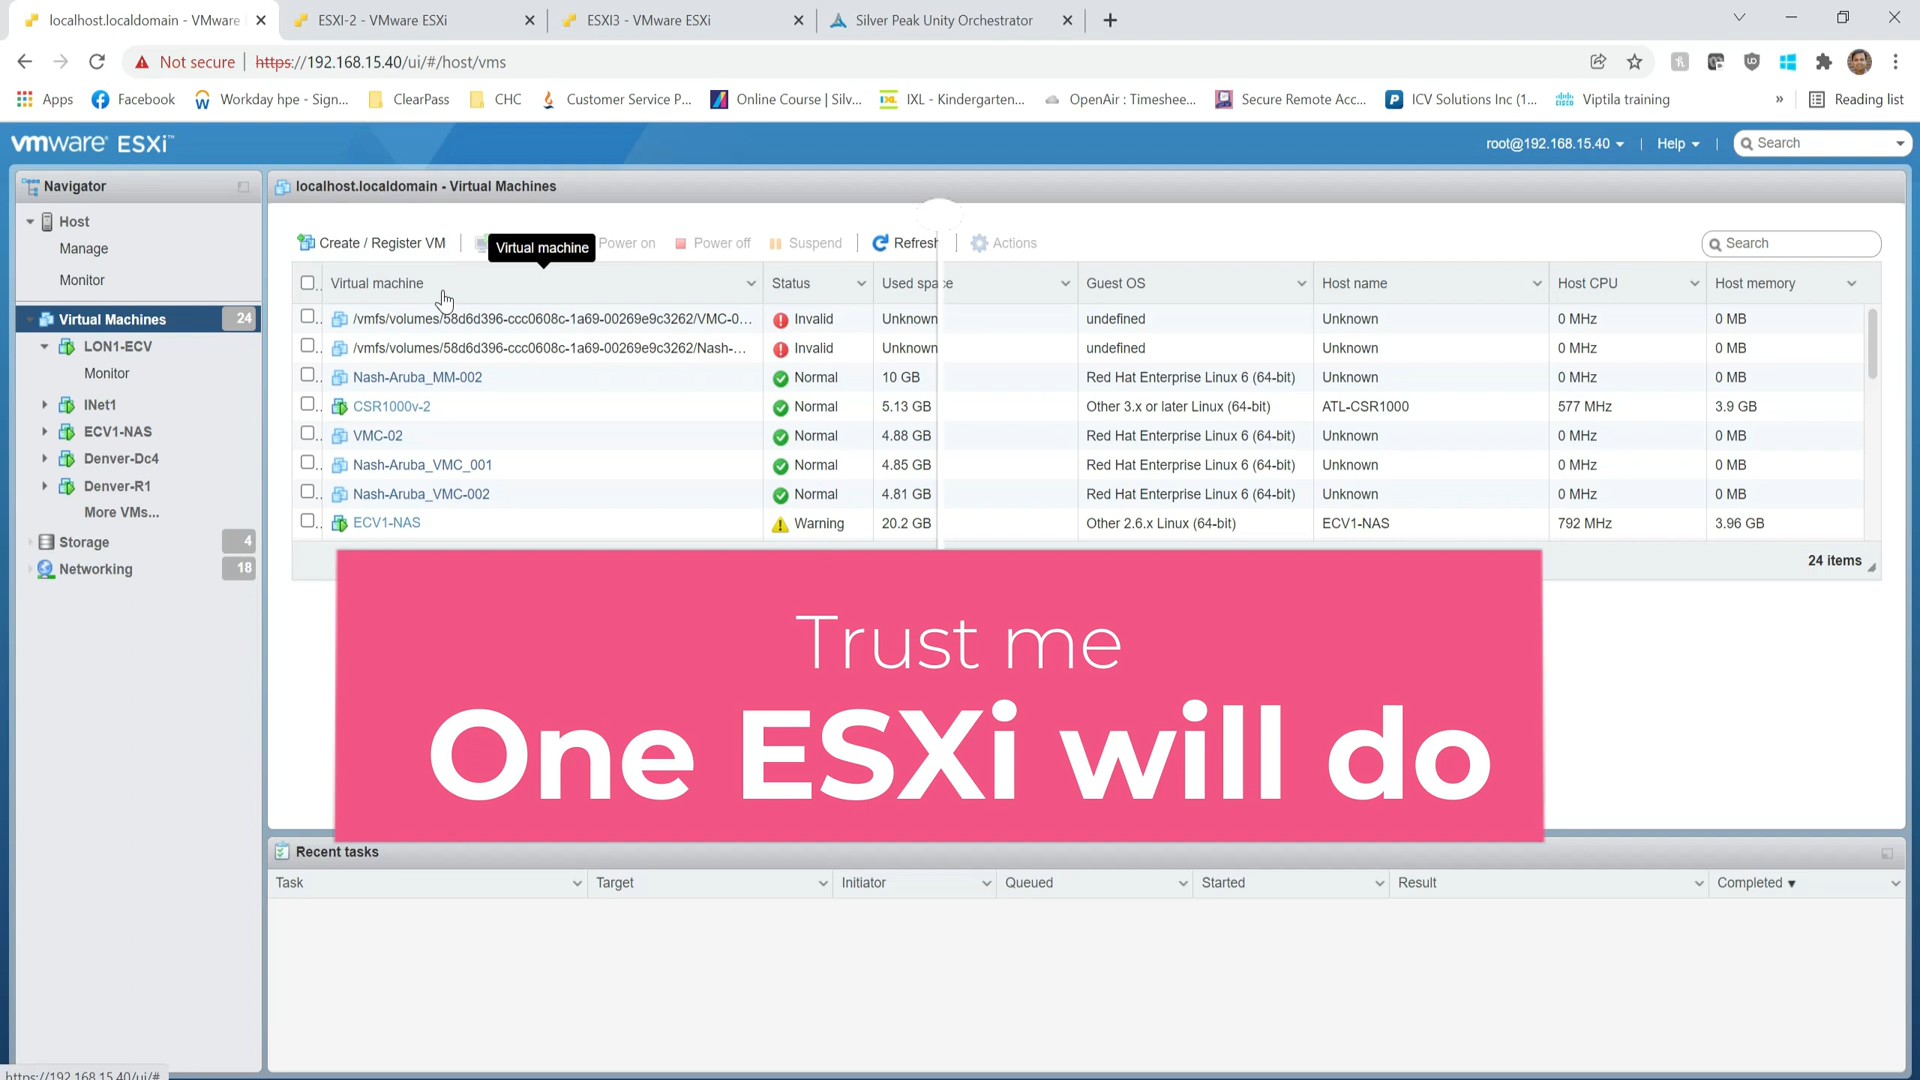 localhost.localdomain - VMware
ESXI-2 - VMware ESXi
ESXI3 - VMware ESXi
Silver Peak Unity Orchestrator
Not secure https://192.168.15.40/ui/#/host/vms
Apps
Facebook
Workday hpe - Sign...
ClearPass
CHC
Customer Service P...
Online Course | Silv...
IXL - Kindergarten...
OpenAir : Timeshee...
Secure Remote Acc...
ICV Solutions Inc (1...
Viptila training
»
Reading list
vmware ESXi™
root@192.168.15.40
Help
Search
Navigator
Host
Manage
Monitor
Virtual Machines 24
LON1-ECV
Monitor
INet1
ECV1-NAS
Denver-Dc4
Denver-R1
More VMs...
Storage 4
Networking 18
localhost.localdomain - Virtual Machines
Create / Register VM
Virtual machine
Power on
Power off
Suspend
Refresh
Actions
Search
Virtual machine Status Used space Guest OS Host name Host CPU Host memory
/vmfs/volumes/58d6d396-ccc0608c-1a69-00269e9c3262/VMC-0... Invalid Unknown undefined Unknown 0 MHz 0 MB
/vmfs/volumes/58d6d396-ccc0608c-1a69-00269e9c3262/Nash-... Invalid Unknown undefined Unknown 0 MHz 0 MB
Nash-Aruba_MM-002 Normal 10 GB Red Hat Enterprise Linux 6 (64-bit) Unknown 0 MHz 0 MB
CSR1000v-2 Normal 5.13 GB Other 3.x or later Linux (64-bit) ATL-CSR1000 577 MHz 3.9 GB
VMC-02 Normal 4.88 GB Red Hat Enterprise Linux 6 (64-bit) Unknown 0 MHz 0 MB
Nash-Aruba_VMC_001 Normal 4.85 GB Red Hat Enterprise Linux 6 (64-bit) Unknown 0 MHz 0 MB
Nash-Aruba_VMC-002 Normal 4.81 GB Red Hat Enterprise Linux 6 (64-bit) Unknown 0 MHz 0 MB
ECV1-NAS Warning 20.2 GB Other 2.6.x Linux (64-bit) ECV1-NAS 792 MHz 3.96 GB
24 items
Trust me
One ESXi will do
Recent tasks
Task Target Initiator Queued Started Result Completed ▼
https://192.168.15.40/ui/#